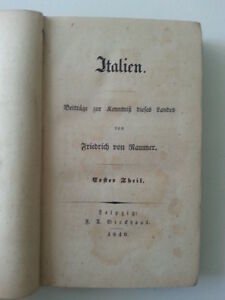 Italien.
Beiträge zur Kenntniß dieses Landes
von
Friedrich von Raumer.
Erster Theil.
Leipzig:
F. A. Brockhaus.
1840.